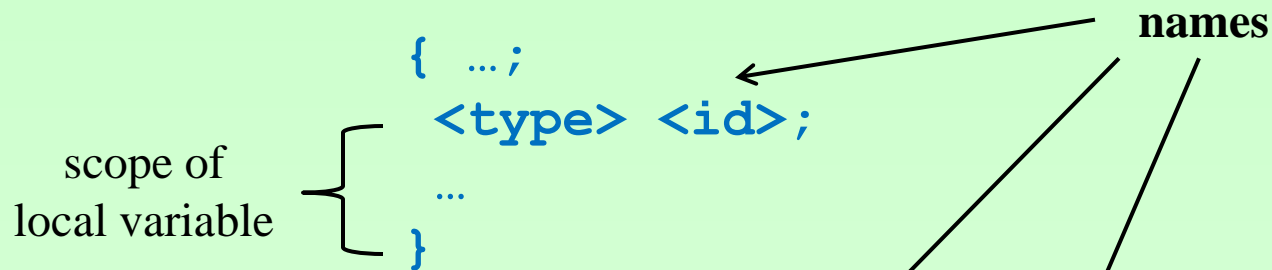 names
{ …;
<type> <id>;
scope of
local variable
…
}